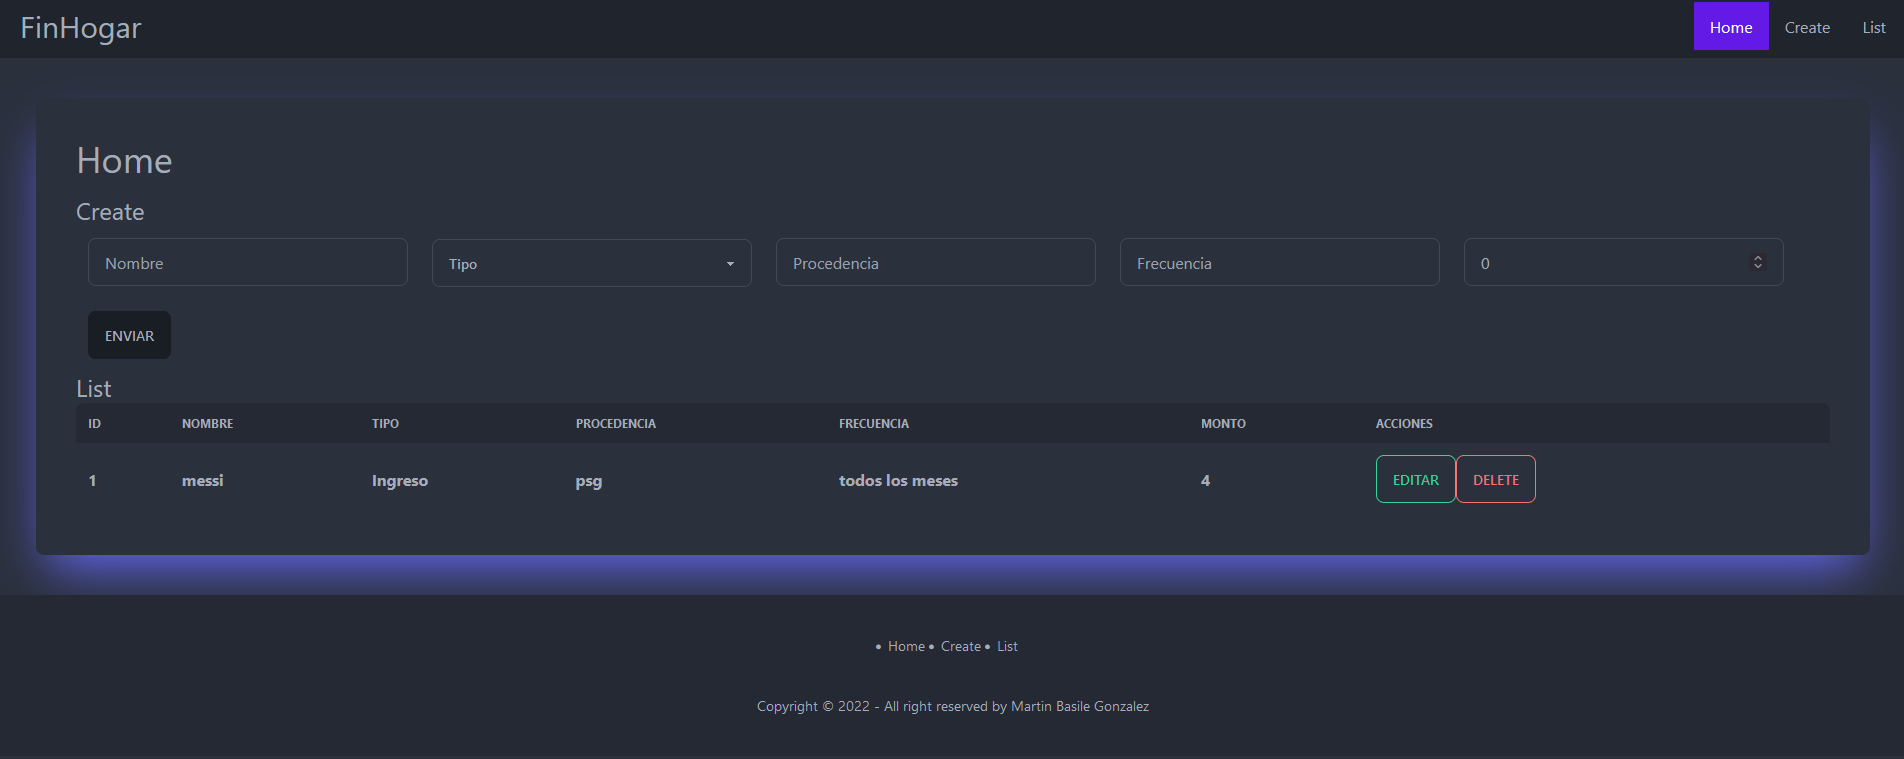 FinHogar
Home Create List
Home
Create
Nombre Tipo Procedencia Frecuencia 0
ENVIAR
List
ID NOMBRE TIPO PROCEDENCIA FRECUENCIA MONTO ACCIONES
1 messi Ingreso psg todos los meses 4 EDITAR DELETE
• Home • Create • List
Copyright © 2022 - All right reserved by Martin Basile Gonzalez